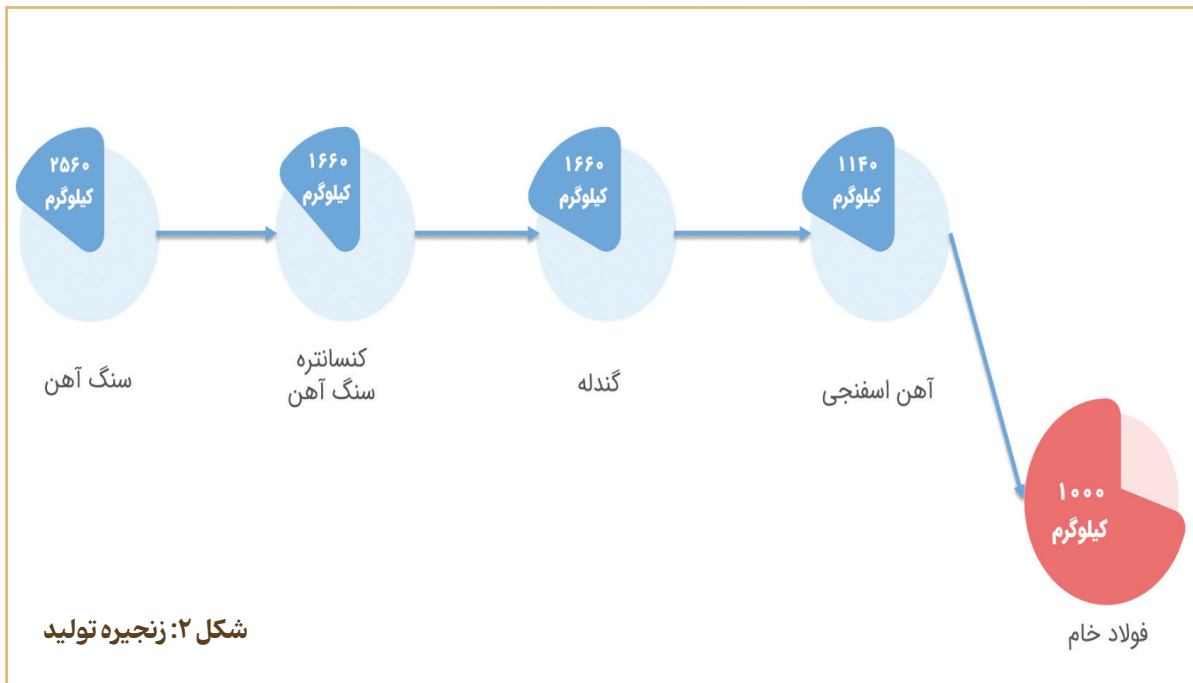 ۲۵۶۰
کیلوگرم
سنگ آهن
۱۶۶۰
کیلوگرم
کنسانتره
سنگ آهن
۱۶۶۰
کیلوگرم
گندله
۱۱۴۰
کیلوگرم
آهن اسفنجی
۱۰۰۰
کیلوگرم
فولاد خام
شکل ۲: زنجیره تولید